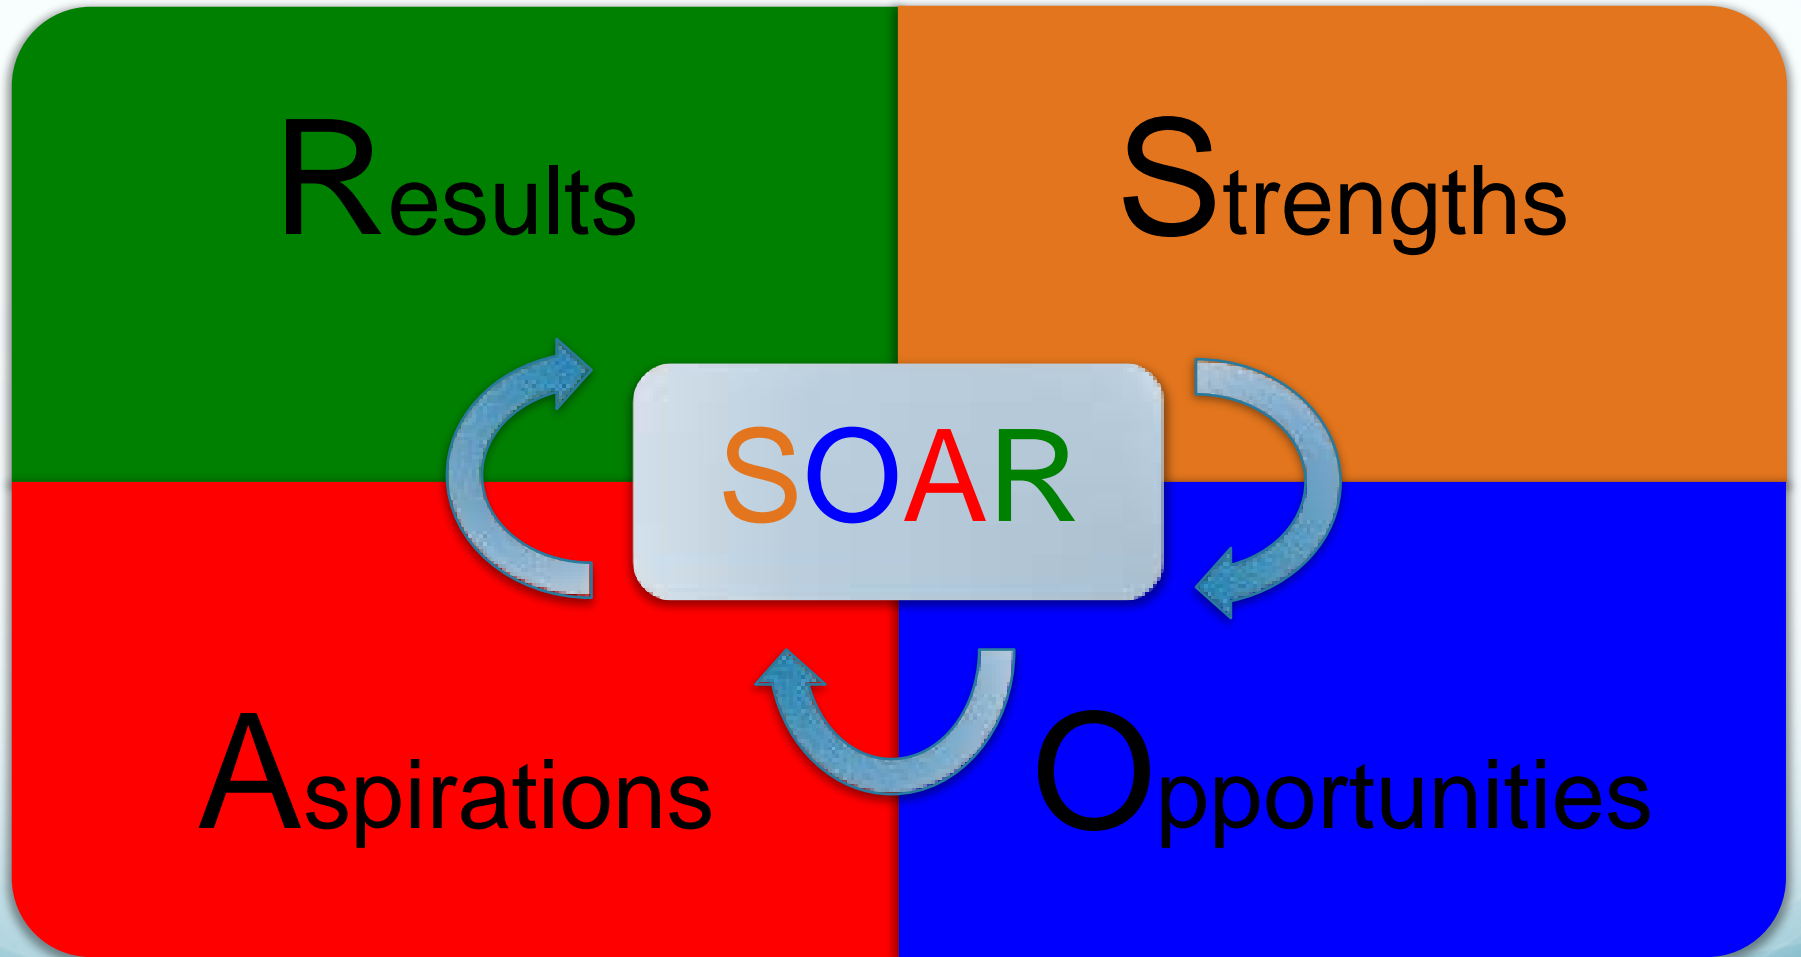 Results
Strengths
SOAR
Aspirations
Opportunities